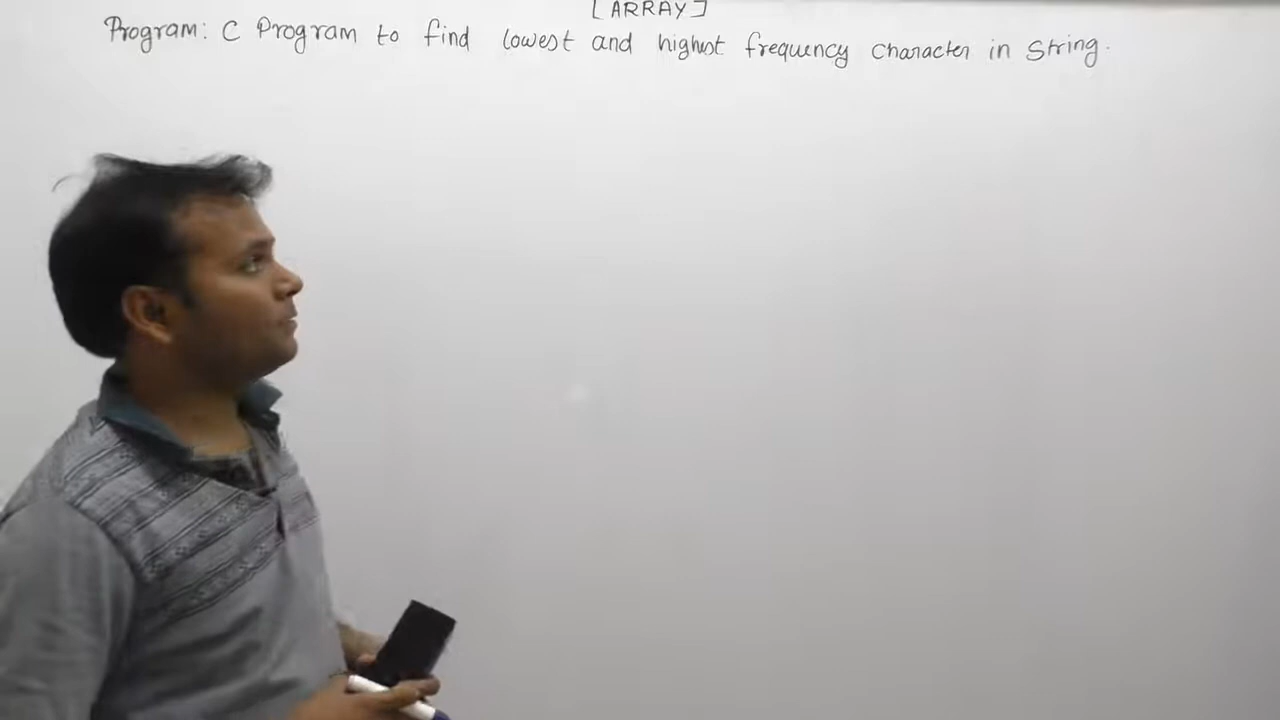 [ARRAY]
Program: C Program to find lowest and highest frequency character in string.